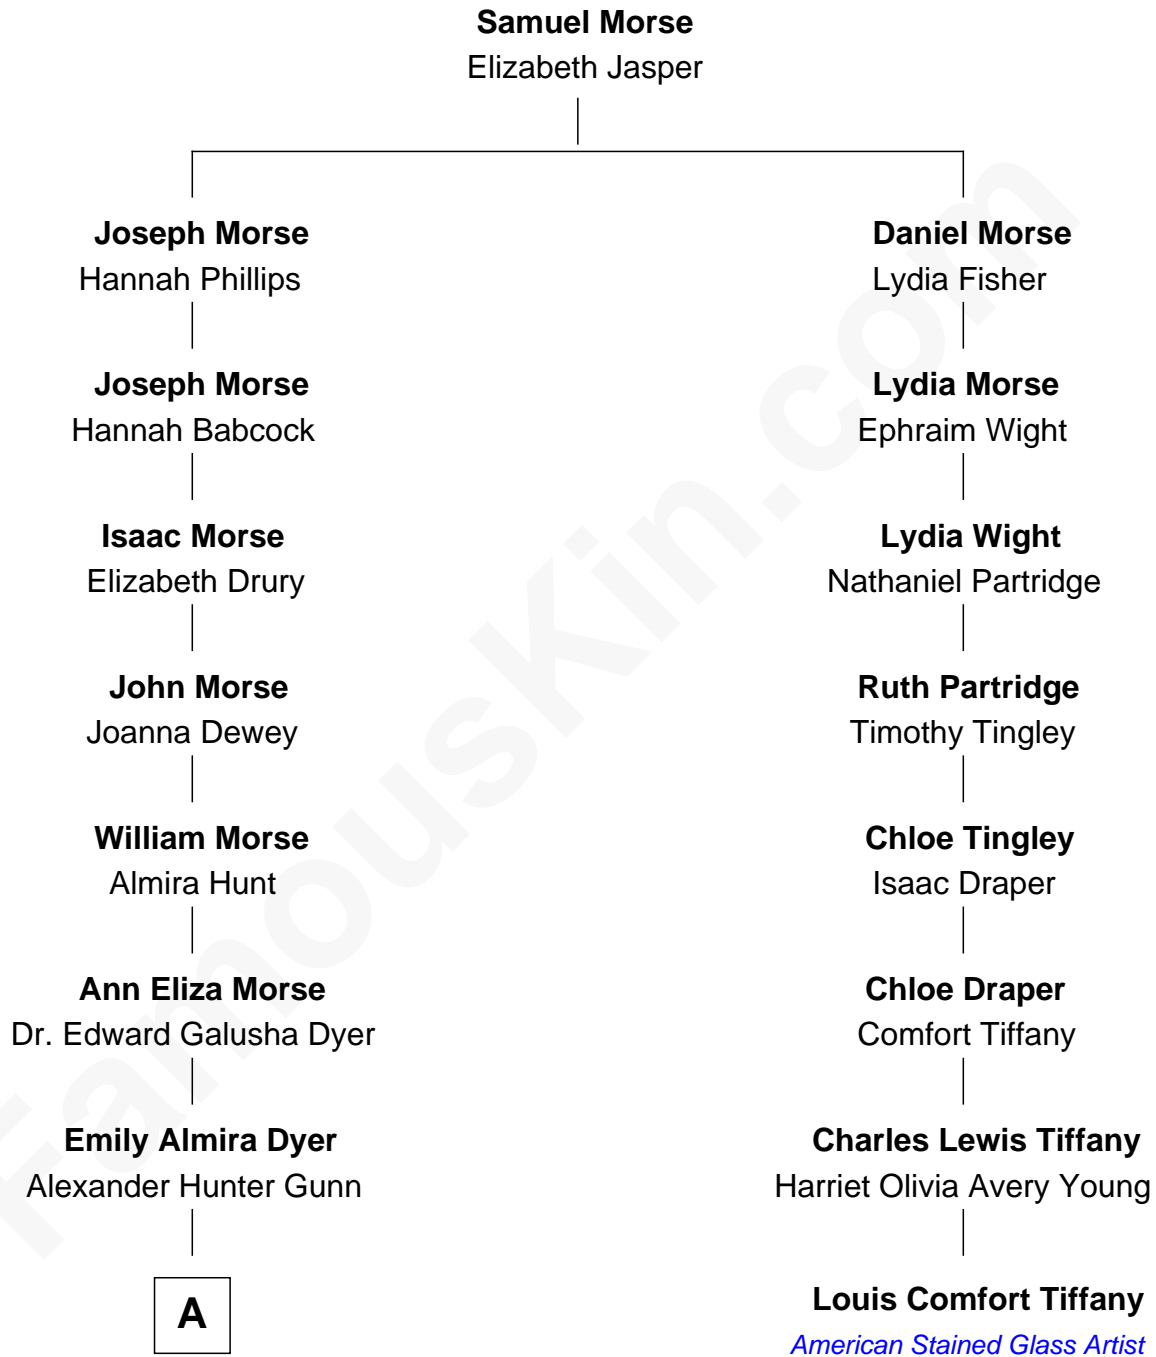 Samuel Morse
Elizabeth Jasper
Joseph Morse
Hannah Phillips
Daniel Morse
Lydia Fisher
Joseph Morse
Hannah Babcock
Lydia Morse
Ephraim Wight
Isaac Morse
Elizabeth Drury
Lydia Wight
Nathaniel Partridge
John Morse
Joanna Dewey
Ruth Partridge
Timothy Tingley
William Morse
Almira Hunt
Chloe Tingley
Isaac Draper
Ann Eliza Morse
Dr. Edward Galusha Dyer
Chloe Draper
Comfort Tiffany
Emily Almira Dyer
Alexander Hunter Gunn
Charles Lewis Tiffany
Harriet Olivia Avery Young
A
Louis Comfort Tiffany
American Stained Glass Artist
FamousKin.com